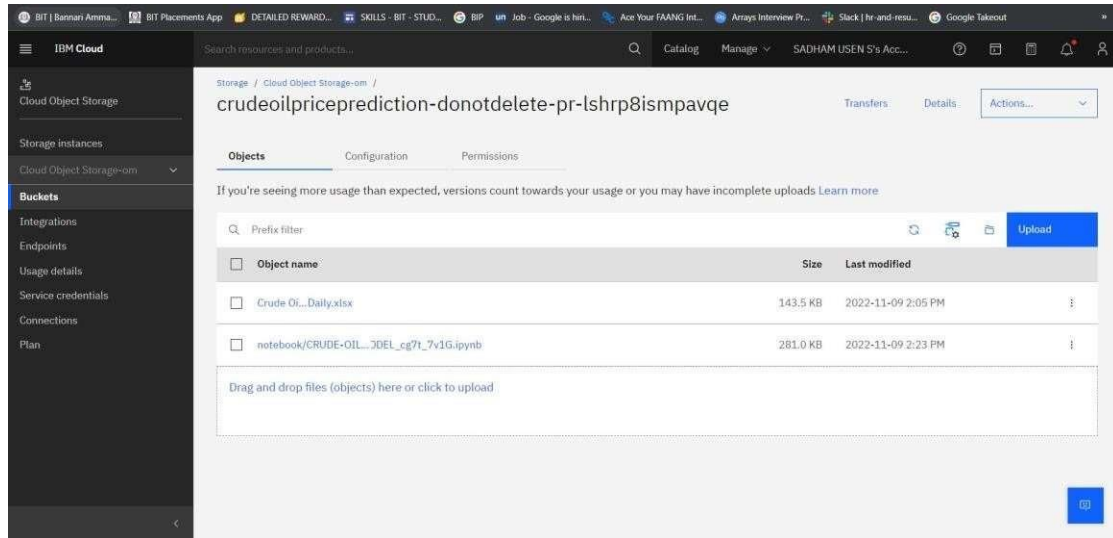 BIT | Bannari Amma... BIT Placements App DETAILED REWARD... SKILLS - BIT - STUD... BIP un Job - Google is hiri... Ace Your FAANG Int... Arrays Interview Pr... Slack | hr-and-resu... Google Takeout »
IBM Cloud Search resources and products... Catalog Manage SADHAM USEN S's Acc...
Cloud Object Storage
Storage instances
Cloud Object Storage-om
Buckets
Integrations
Endpoints
Usage details
Service credentials
Connections
Plan
Storage / Cloud Object Storage-om /
crudeoilpriceprediction-donotdelete-pr-lshrp8ismpavqe Transfers Details Actions...
Objects Configuration Permissions
If you're seeing more usage than expected, versions count towards your usage or you may have incomplete uploads Learn more
Prefix filter Upload
Object name Size Last modified
Crude Oi...Daily.xlsx 143.5 KB 2022-11-09 2:05 PM
notebook/CRUDE-OIL...ODEL_cg7t_7v1G.ipynb 281.0 KB 2022-11-09 2:23 PM
Drag and drop files (objects) here or click to upload